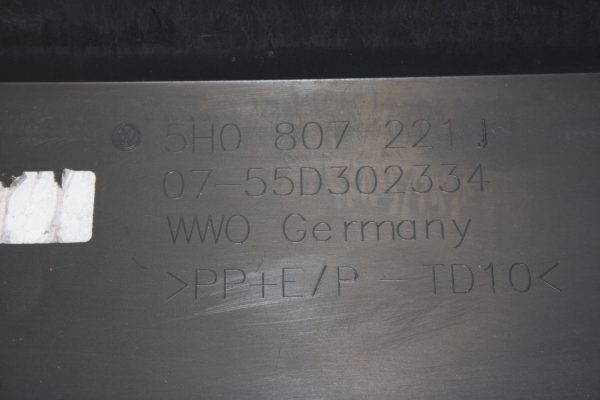 5H0 807 221 J
07-55D302334
WWO Germany
>PP+E/P - TD10<